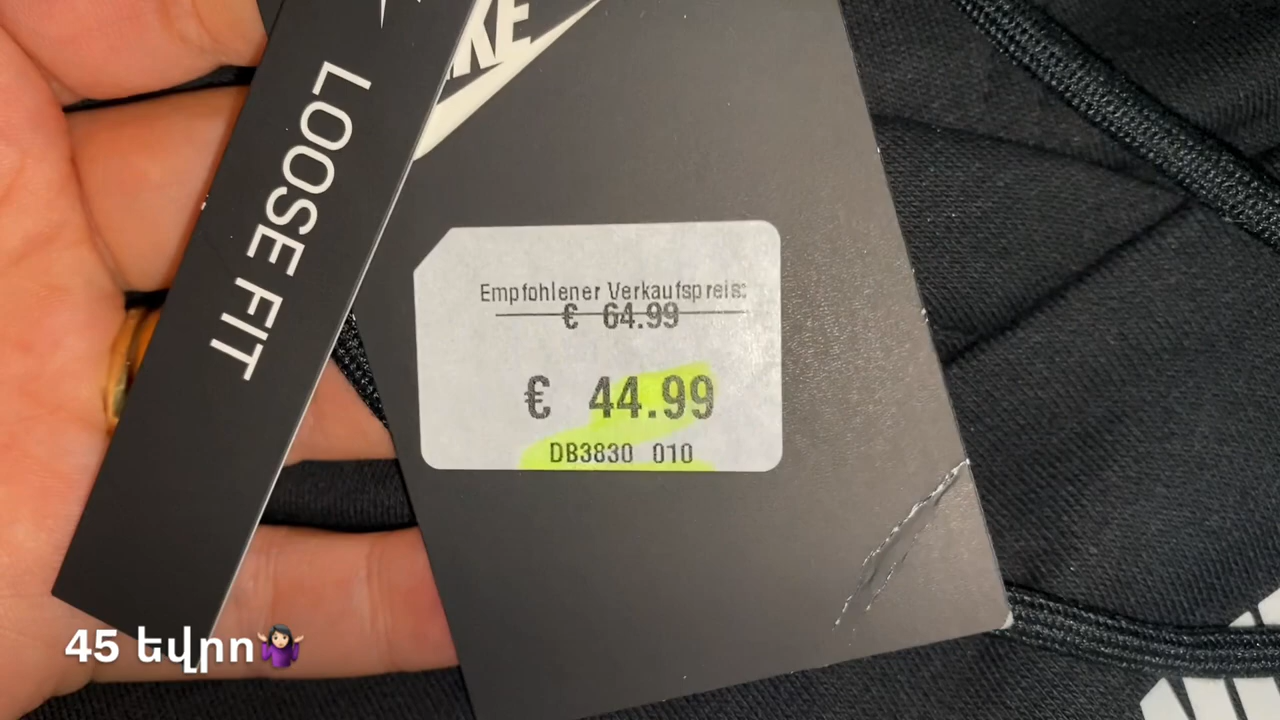 LOOSE FIT
Empfohlener Verkaufspreis:
€ 64.99
€ 44.99
DB3830 010
45 եվրո🤷🏻‍♀️